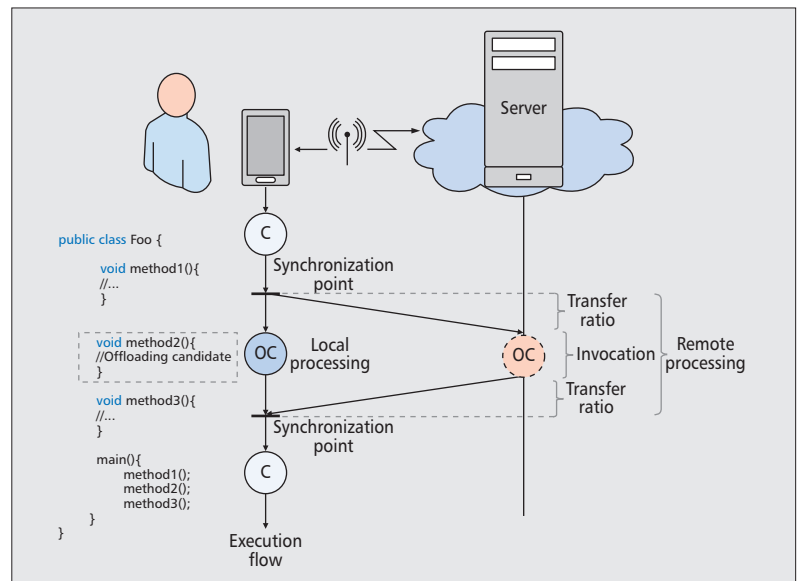 Server
C
public class Foo {
void method1(){
//...
}
Synchronization
point
Transfer
ratio
void method2(){
//Offloading candidate
}
OC
Local
processing
OC
Invocation
Remote
processing
Transfer
ratio
void method3(){
//...
}
Synchronization
point
main(){
method1();
method2();
method3();
}
}
C
Execution
flow